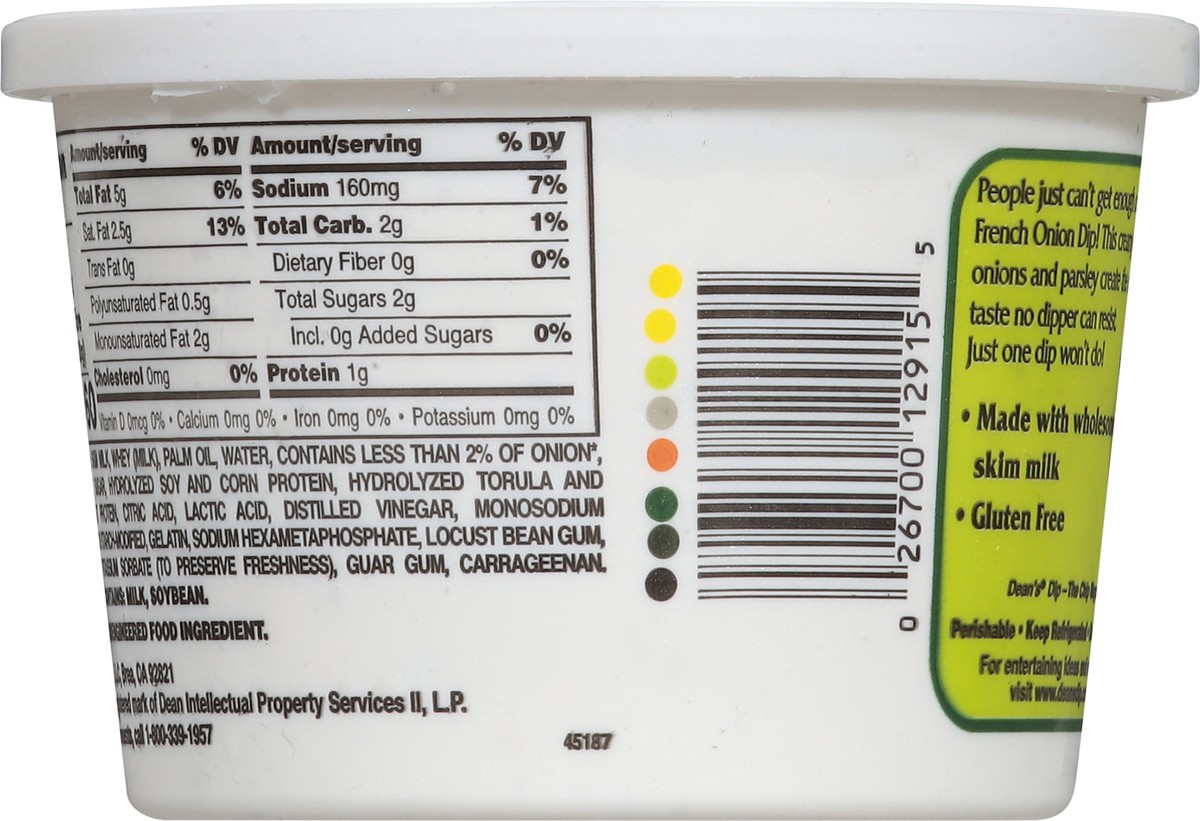 Amount/serving % DV Amount/serving % DV
Total Fat 5g 6% Sodium 160mg 7%
Sat. Fat 2.5g 13% Total Carb. 2g 1%
Trans Fat 0g Dietary Fiber 0g 0%
Polyunsaturated Fat 0.5g Total Sugars 2g
Monounsaturated Fat 2g Incl. 0g Added Sugars 0%
Cholesterol 0mg 0% Protein 1g
Vitamin D 0mcg 0% • Calcium 0mg 0% • Iron 0mg 0% • Potassium 0mg 0%
MILK, WHEY (MILK), PALM OIL, WATER, CONTAINS LESS THAN 2% OF ONION*,
HYDROLYZED SOY AND CORN PROTEIN, HYDROLYZED TORULA AND
CITRIC ACID, LACTIC ACID, DISTILLED VINEGAR, MONOSODIUM
GELATIN, SODIUM HEXAMETAPHOSPHATE, LOCUST BEAN GUM,
SORBATE (TO PRESERVE FRESHNESS), GUAR GUM, CARRAGEENAN.
MILK, SOYBEAN.
FOOD INGREDIENT.
Brea, CA 92821
mark of Dean Intellectual Property Services II, L.P.
call 1-800-339-1957
45187
0 26700 12915 5
People just can't get enough
French Onion Dip! This
onions and parsley create
taste no dipper can resist.
Just one dip won't do!
• Made with
skim milk
• Gluten Free
Dean's® Dip - The Chip
Perishable • Keep Refrigerated
For entertaining ideas
visit